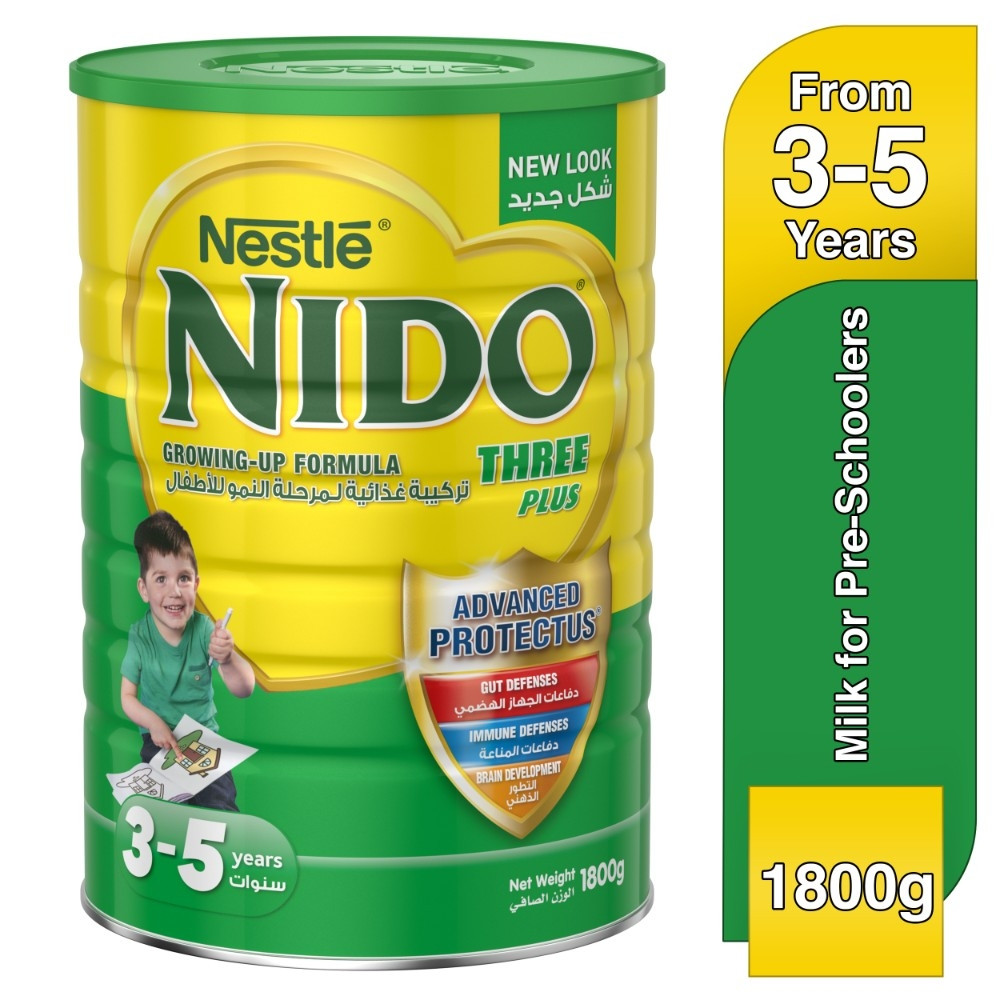 Nestlé
NEW LOOK
شكل جديد
Nestlé®
NIDO®
GROWING-UP FORMULA
تركيبة غذائية لمرحلة النمو للأطفال
THREE
PLUS
ADVANCED
PROTECTUS®
GUT DEFENSES
دفاعات الجهاز الهضمي
IMMUNE DEFENSES
دفاعات المناعة
BRAIN DEVELOPMENT
التطور
الذهني
3-5 years
سنوات
Net Weight 1800g
الوزن الصافي
From
3-5
Years
Milk for Pre-Schoolers
1800g